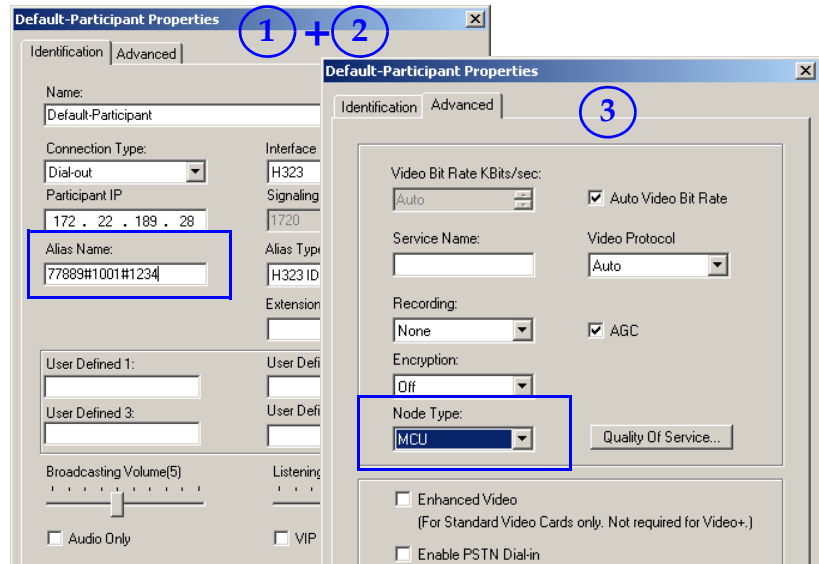 Default-Participant Properties
1 + 2
Identification Advanced
Name:
Default-Participant
Connection Type:
Interface
Dial-out
H323
Participant IP
Signaling
172 . 22 . 189 . 28
1720
Alias Name:
Alias Type
77889#1001#1234
H323 ID
Extension
User Defined 1:
User Defi
User Defined 3:
User Defi
Broadcasting Volume(5)
Listening
Audio Only
VIP
Default-Participant Properties
Identification Advanced
3
Video Bit Rate KBits/sec:
Auto
Auto Video Bit Rate
Service Name:
Video Protocol
Auto
Recording:
None
AGC
Encryption:
Off
Node Type:
MCU
Quality Of Service...
Enhanced Video
(For Standard Video Cards only. Not required for Video+.)
Enable PSTN Dial-in